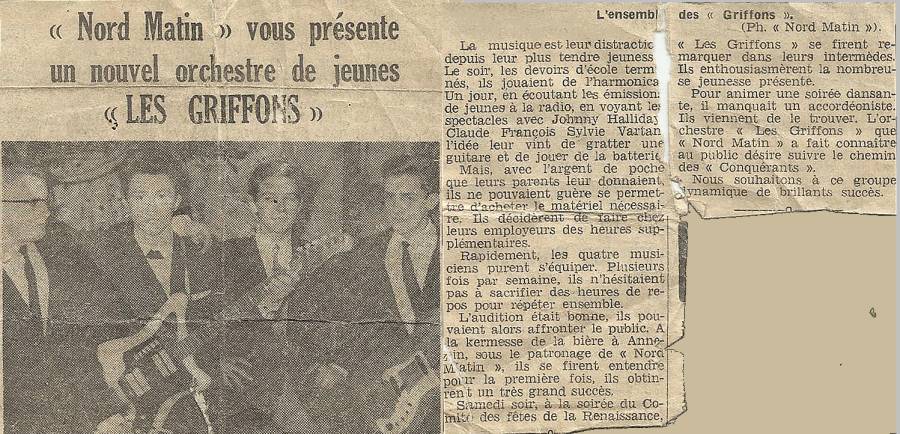 « Nord Matin » vous présente
un nouvel orchestre de jeunes
« LES GRIFFONS »
L'ensembl des « Griffons ».
(Ph. « Nord Matin »).
La musique est leur distractio
depuis leur plus tendre jeuness
Le soir, les devoirs d'école term
nés, ils jouaient de l'harmonica
Un jour, en écoutant les émission
de jeunes à la radio, en voyant le
spectacles avec Johnny Halliday
Claude François Sylvie Vartan
l'idée leur vint de gratter une
guitare et de jouer de la batterie
Mais, avec l'argent de poche
que leurs parents leur donnaient,
ils ne pouvaient guère se permet-
tre d'acheter le matériel nécessai-
re. Ils décidèrent de faire chez
leurs employeurs des heures sup-
plémentaires.
Rapidement, les quatre musi-
ciens purent s'équiper. Plusieurs
fois par semaine, ils n'hésitaient
pas à sacrifier des heures de re-
pos pour répéter ensemble.
L'audition était bonne, ils pou-
vaient alors affronter le public. A
la kermesse de la bière à Anne-
zin, sous le patronage de « Nord
Matin », ils se firent entendre
pour la première fois, ils obtin-
rent un très grand succès.
Samedi soir, à la soirée du Co-
mité des fêtes de la Renaissance,
« Les Griffons » se firent re-
marquer dans leurs intermèdes.
Ils enthousiasmèrent la nombreu-
se jeunesse présente.
Pour animer une soirée dansan-
te, il manquait un accordéoniste.
Ils viennent de le trouver. L'or-
chestre « Les Griffons » que
« Nord Matin » a fait connaître
au public désire suivre le chemin
des « Conquérants ».
Nous souhaitons à ce groupe
dynamique de brillants succès.